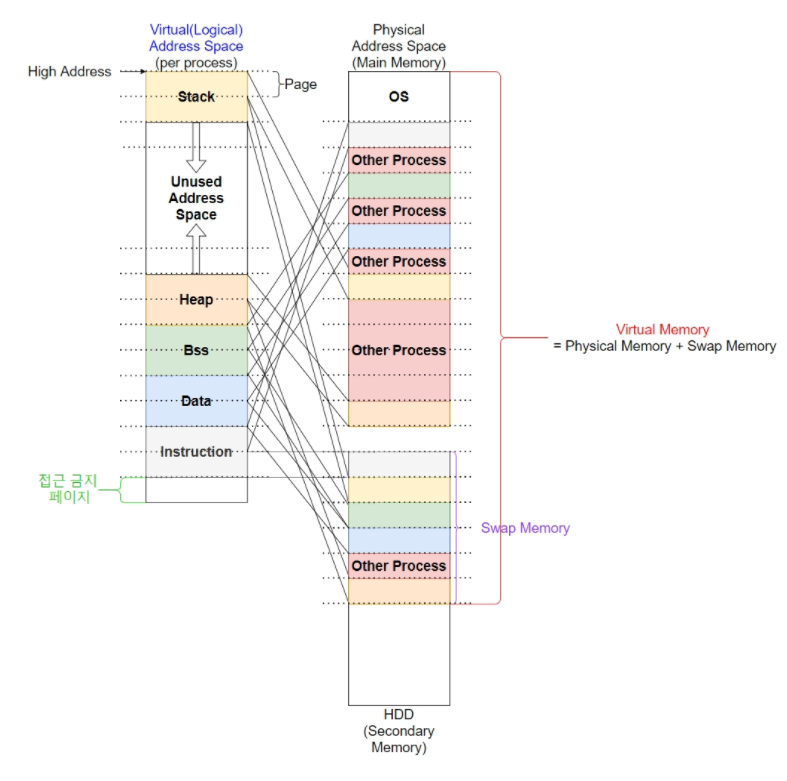 Virtual(Logical)
Address Space
(per process)
Physical
Address Space
(Main Memory)
High Address
Page
Stack
OS
Other Process
Unused
Address
Space
Other Process
Other Process
Heap
Virtual Memory
= Physical Memory + Swap Memory
Bss
Other Process
Data
Instruction
접근 금지
페이지
Swap Memory
Other Process
HDD
(Secondary
Memory)